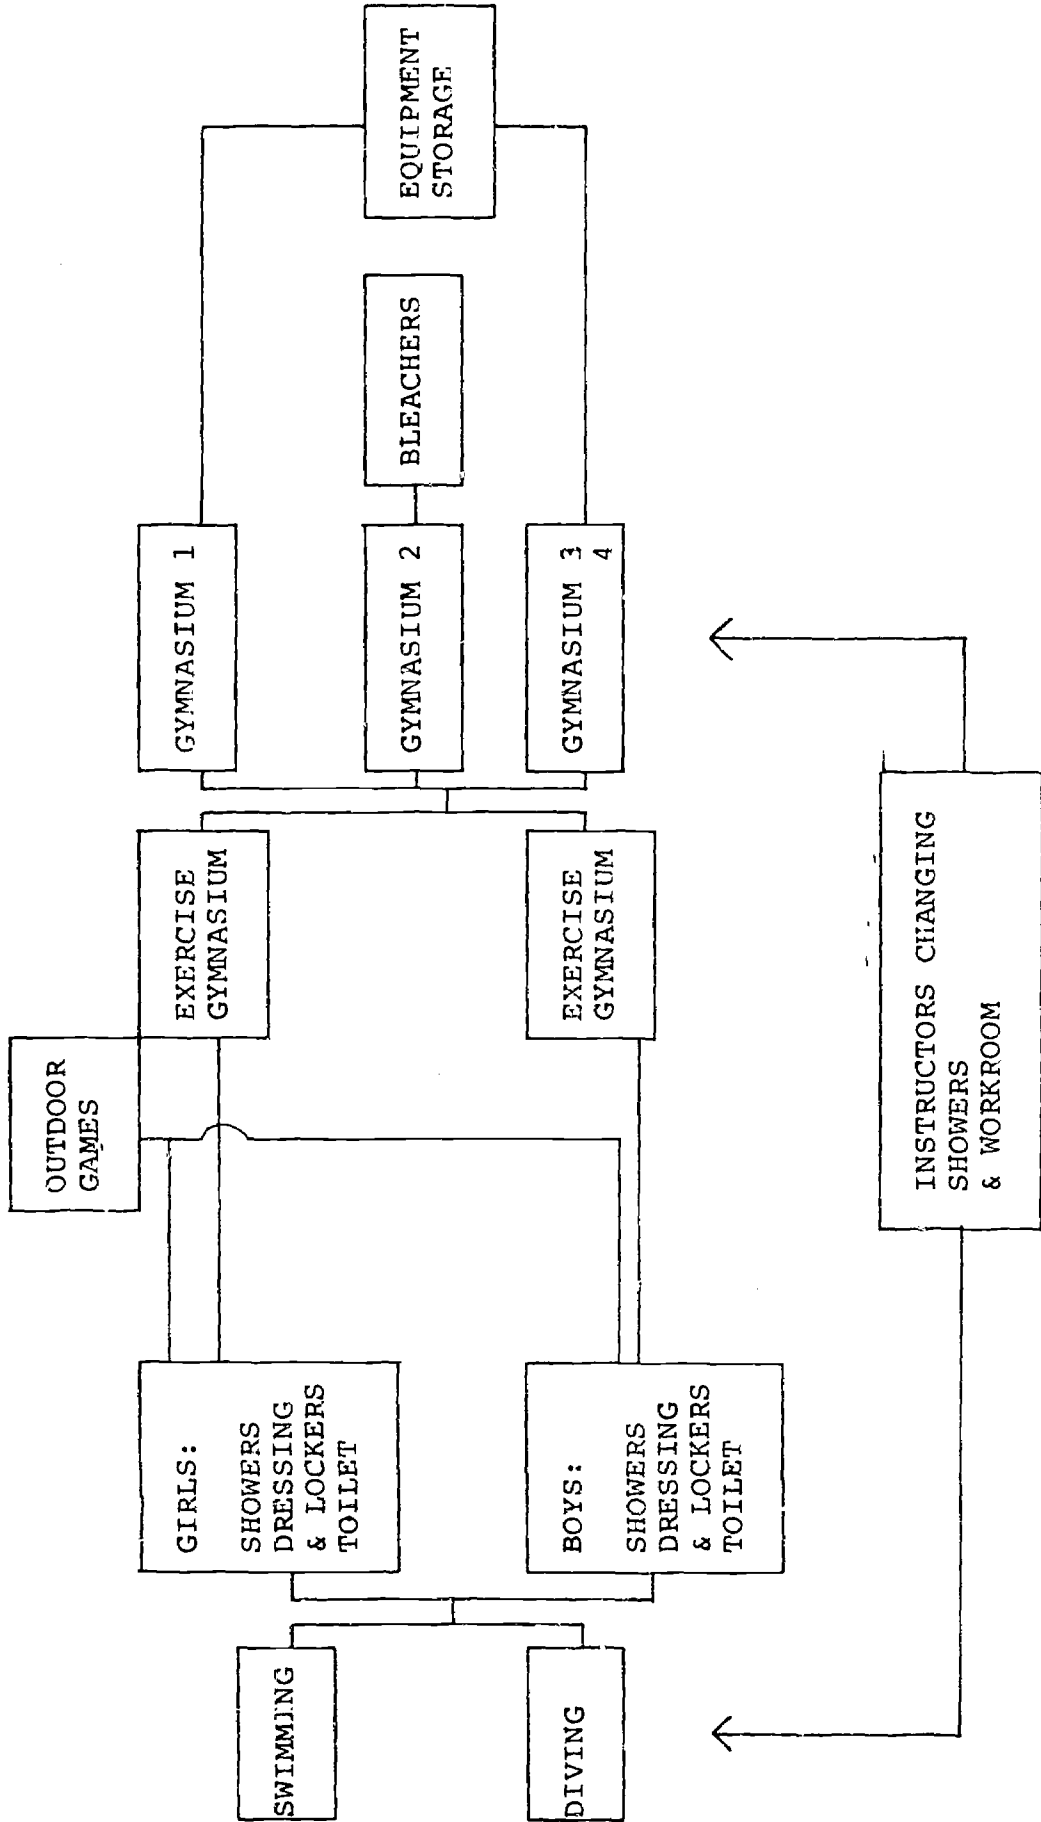 OUTDOOR
GAMES
SWIMMING
GIRLS:
SHOWERS
DRESSING
& LOCKERS
TOILET
EXERCISE
GYMNASIUM
GYMNASIUM 1
GYMNASIUM 2
BLEACHERS
EQUIPMENT
STORAGE
DIVING
BOYS:
SHOWERS
DRESSING
& LOCKERS
TOILET
EXERCISE
GYMNASIUM
GYMNASIUM 3
4
INSTRUCTORS CHANGING
SHOWERS
& WORKROOM